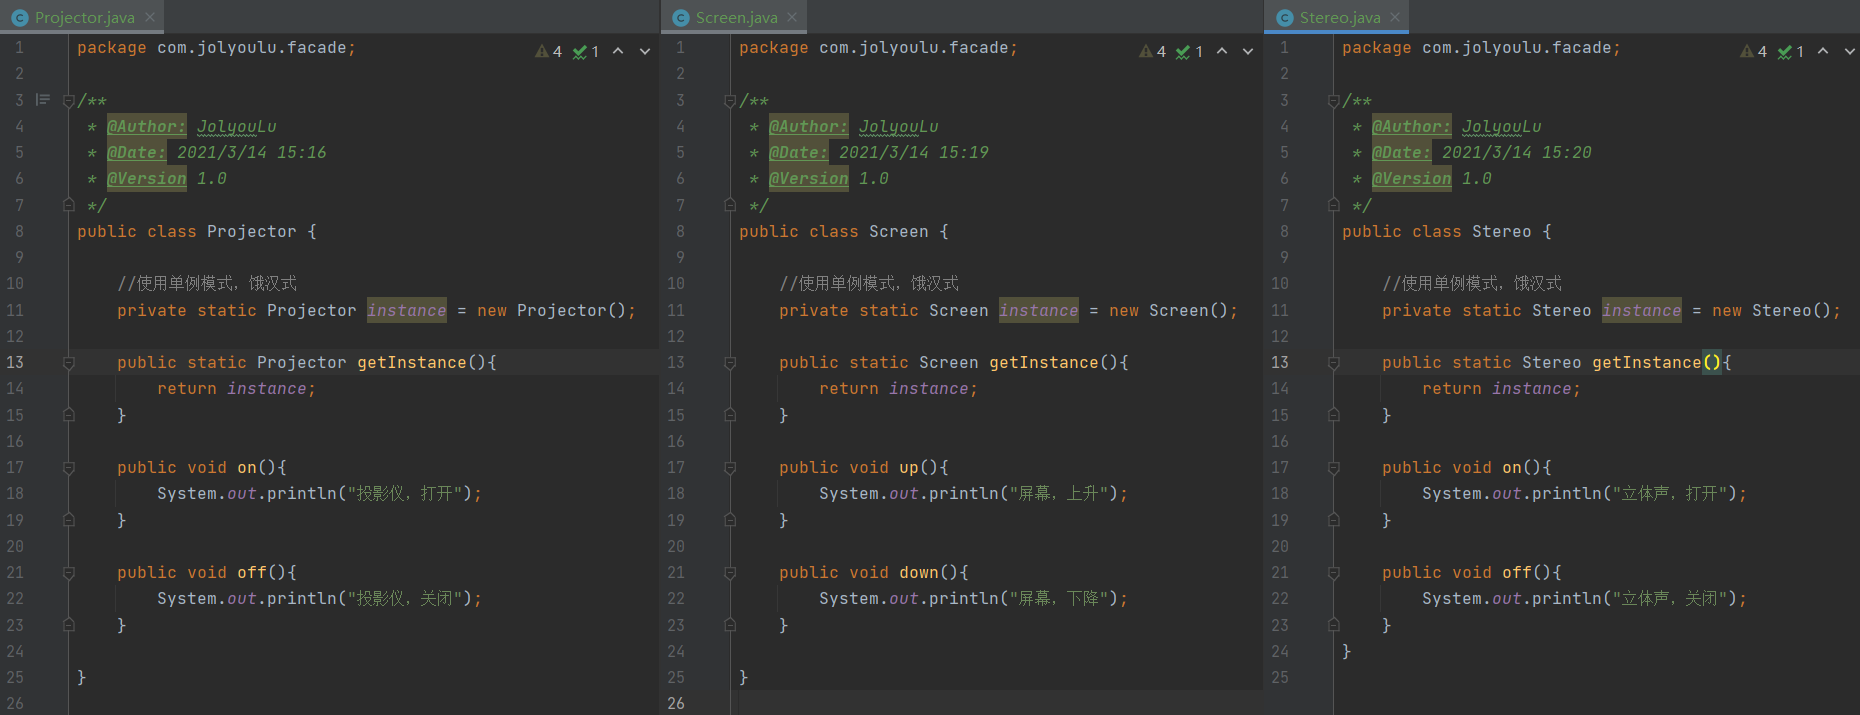 Projector.java
package com.jolyoulu.facade;
4 1
/**
* @Author: JolyouLu
* @Date: 2021/3/14 15:16
* @Version 1.0
*/
public class Projector {
//使用单例模式，饿汉式
private static Projector instance = new Projector();
public static Projector getInstance(){
return instance;
}
public void on(){
System.out.println("投影仪，打开");
}
public void off(){
System.out.println("投影仪，关闭");
}
}
1
2
3
4
5
6
7
8
9
10
11
12
13
14
15
16
17
18
19
20
21
22
23
24
25
26
Screen.java
package com.jolyoulu.facade;
4 1
/**
* @Author: JolyouLu
* @Date: 2021/3/14 15:19
* @Version 1.0
*/
public class Screen {
//使用单例模式，饿汉式
private static Screen instance = new Screen();
public static Screen getInstance(){
return instance;
}
public void up(){
System.out.println("屏幕，上升");
}
public void down(){
System.out.println("屏幕，下降");
}
}
1
2
3
4
5
6
7
8
9
10
11
12
13
14
15
16
17
18
19
20
21
22
23
24
25
26
Stereo.java
package com.jolyoulu.facade;
4 1
/**
* @Author: JolyouLu
* @Date: 2021/3/14 15:20
* @Version 1.0
*/
public class Stereo {
//使用单例模式，饿汉式
private static Stereo instance = new Stereo();
public static Stereo getInstance(){
return instance;
}
public void on(){
System.out.println("立体声，打开");
}
public void off(){
System.out.println("立体声，关闭");
}
}
1
2
3
4
5
6
7
8
9
10
11
12
13
14
15
16
17
18
19
20
21
22
23
24
25